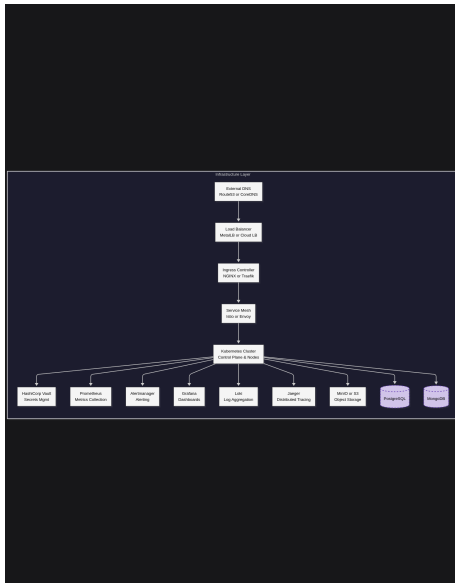 Infrastructure Layer
External DNS
Route53 or CoreDNS
Load Balancer
MetalLB or Cloud LB
Ingress Controller
NGINX or Traefik
Service Mesh
Istio or Envoy
Kubernetes Cluster
Control Plane & Nodes
HashiCorp Vault
Secrets Mgmt
Prometheus
Metrics Collection
Alertmanager
Alerting
Grafana
Dashboards
Loki
Log Aggregation
Jaeger
Distributed Tracing
MinIO or S3
Object Storage
PostgreSQL
MongoDB